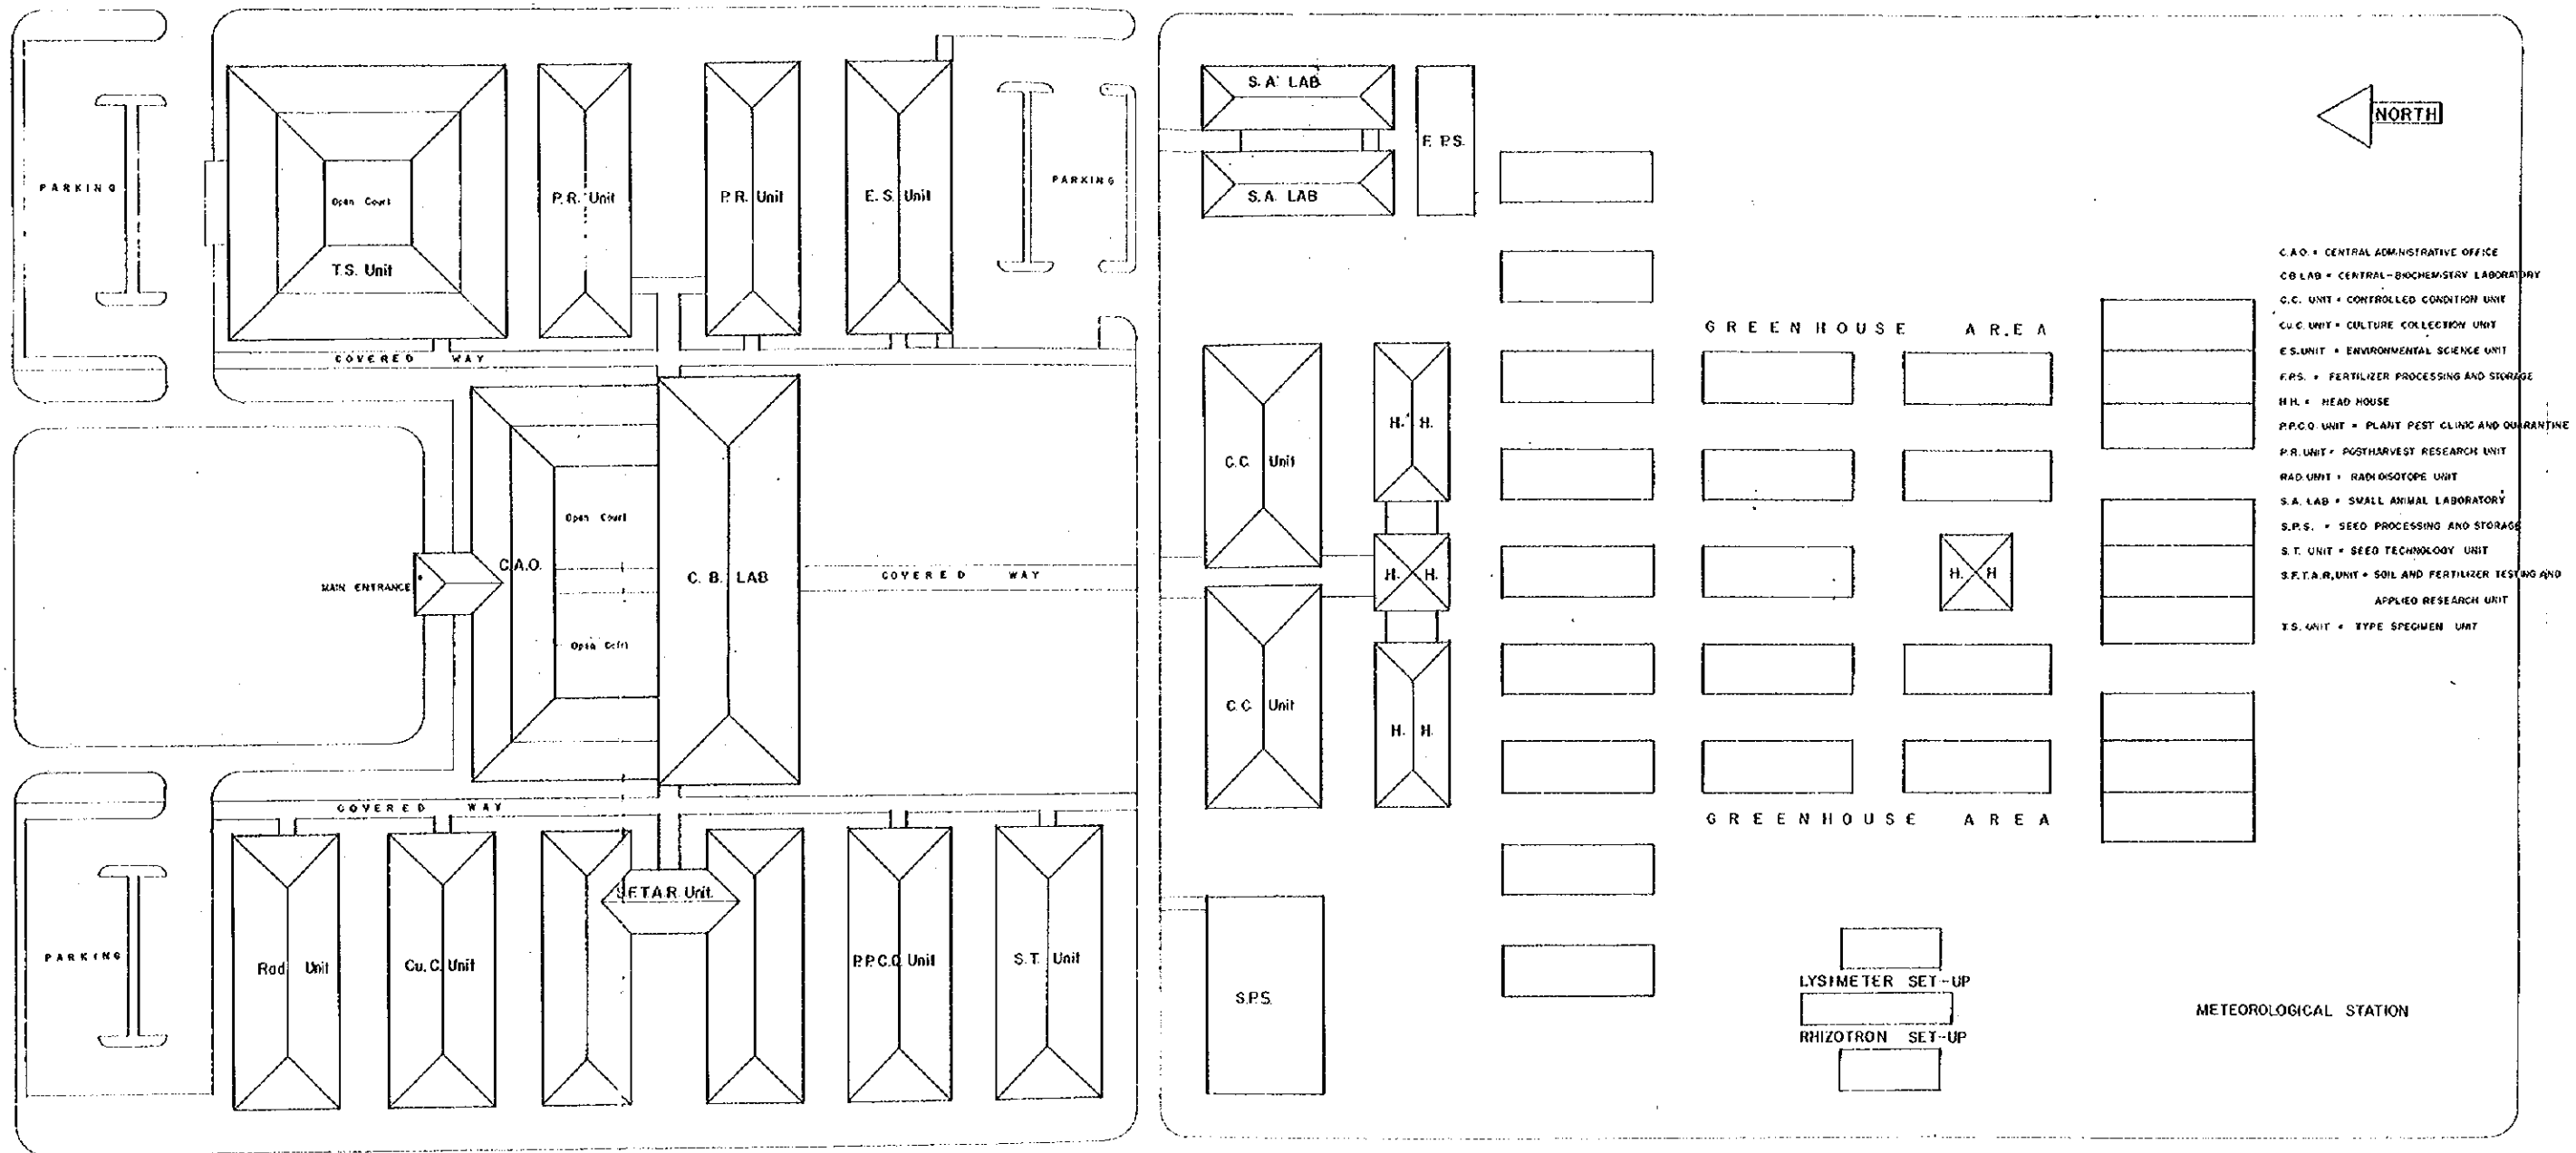 S. A. LAB
F. P.S.
NORTH
PARKING
Open Court
P.R. Unit
P.R. Unit
E. S. Unit
PARKING
S. A. LAB
T.S. Unit
COVERED WAY
GREENHOUSE AREA
H. H.
C.C. Unit
Open Court
C.A.O.
C. B. LAB
COVERED WAY
H. H.
H. H
MAIN ENTRANCE
Open
C.C. Unit
H. H.
COVERED WAY
GREENHOUSE AREA
S.F.T.A.R. Unit.
PARKING
Rad Unit
Cu. C. Unit
P.P.C.Q Unit
S.T. Unit
S.P.S.
LYSIMETER SET-UP
RHIZOTRON SET-UP
METEOROLOGICAL STATION
C.A.O. = CENTRAL ADMINISTRATIVE OFFICE
C.B LAB = CENTRAL-BIOCHEMISTRY LABORATORY
C.C. UNIT = CONTROLLED CONDITION UNIT
CU.C. UNIT = CULTURE COLLECTION UNIT
E S. UNIT = ENVIRONMENTAL SCIENCE UNIT
F.P.S. = FERTILIZER PROCESSING AND STORAGE
H H. = HEAD HOUSE
P.P.C.Q. UNIT = PLANT PEST CLINIC AND QUARANTINE
P.R. UNIT = POSTHARVEST RESEARCH UNIT
RAD. UNIT = RADIOISOTOPE UNIT
S.A. LAB = SMALL ANIMAL LABORATORY
S.P.S. = SEED PROCESSING AND STORAGE
S.T. UNIT = SEED TECHNOLOGY UNIT
S.F.T.A.R. UNIT = SOIL AND FERTILIZER TESTING AND
APPLIED RESEARCH UNIT
T.S. UNIT = TYPE SPECIMEN UNIT